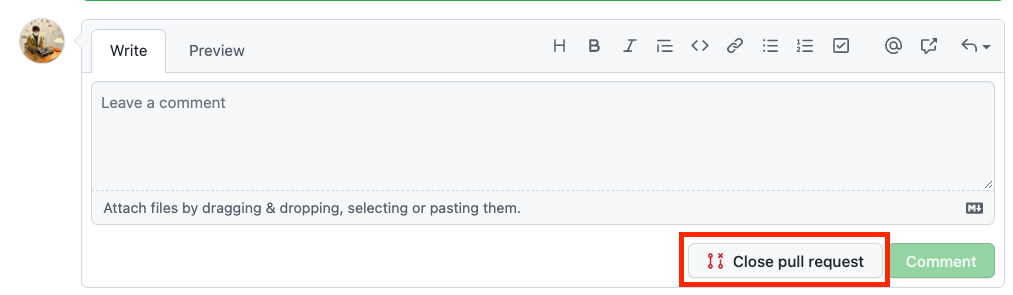 Write Preview H B I @
Leave a comment
Attach files by dragging & dropping, selecting or pasting them. M
Close pull request Comment